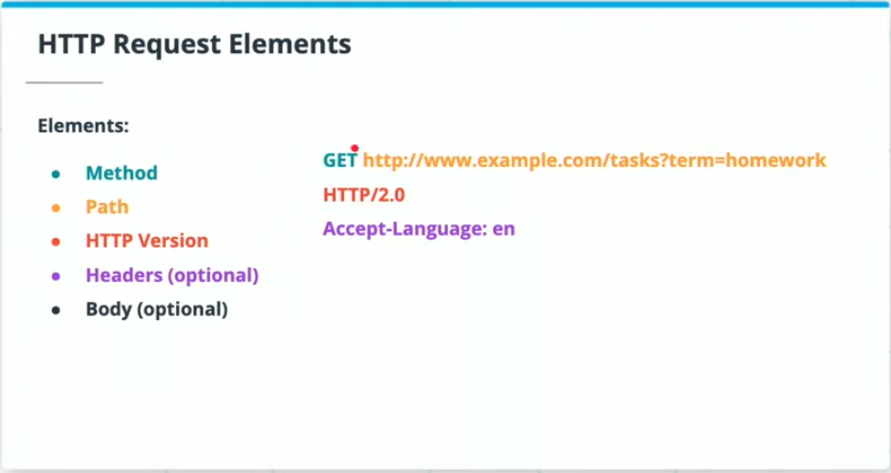 HTTP Request Elements
Elements:
Method
Path
HTTP Version
Headers (optional)
Body (optional)
GET http://www.example.com/tasks?term=homework
HTTP/2.0
Accept-Language: en